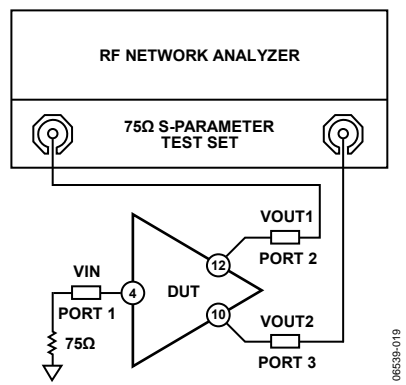 RF NETWORK ANALYZER
75Ω S-PARAMETER
TEST SET
VOUT1
12
PORT 2
VIN
4
DUT
PORT 1
10
VOUT2
75Ω
PORT 3
06539-019